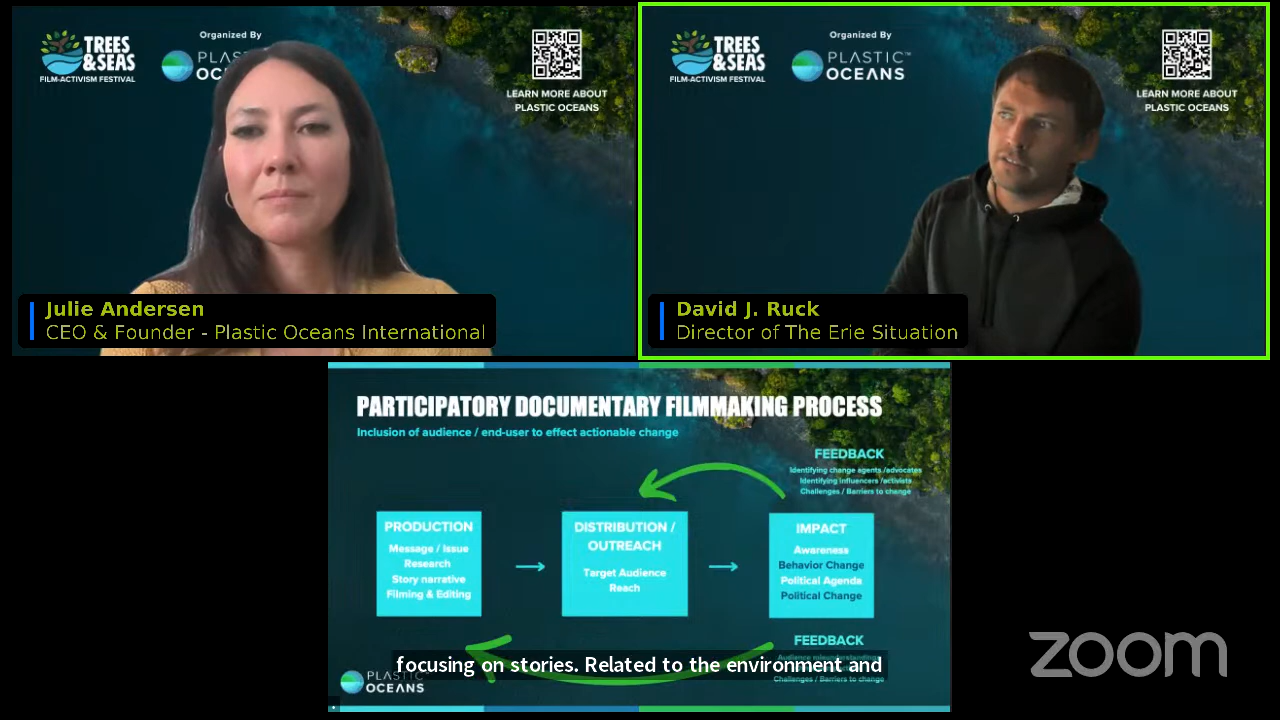 TREES
&SEAS
FILM-ACTIVISM FESTIVAL
Organized By
PLAS
OC
LEARN MORE ABOUT
PLASTIC OCEANS
Julie Andersen
CEO & Founder - Plastic Oceans International
TREES
&SEAS
FILM-ACTIVISM FESTIVAL
Organized By
PLASTIC™
OCEANS
LEARN MORE ABOUT
PLASTIC OCEANS
David J. Ruck
Director of The Erie Situation
PARTICIPATORY DOCUMENTARY FILMMAKING PROCESS
Inclusion of audience / end-user to effect actionable change
FEEDBACK
Identifying change agents /advocates
Identifying influencers /activists
Challenges / Barriers to change
PRODUCTION
Message / Issue
Research
Story narrative
Filming & Editing
DISTRIBUTION /
OUTREACH
Target Audience
Reach
IMPACT
Awareness
Behavior Change
Political Agenda
Political Change
FEEDBACK
Challenges / Barriers to change
focusing on stories. Related to the environment and
PLASTIC
OCEANS
zoom